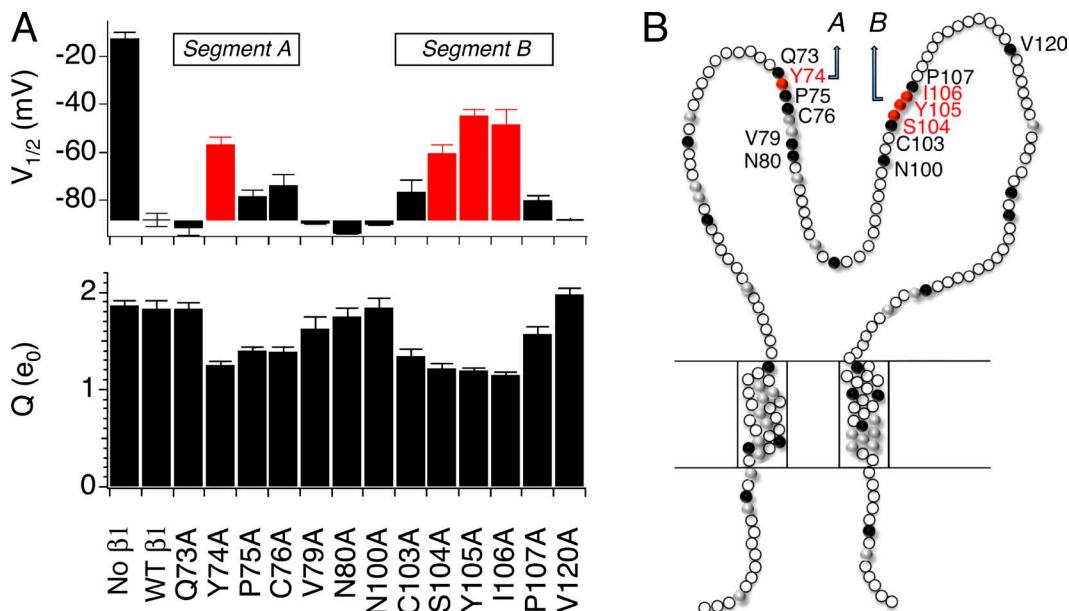 A
V1/2 (mV)
-20
-40
-60
-80
Segment A
Segment B
Q (e0)
2
1
0
No β1
WT β1
Q73A
Y74A
P75A
C76A
V79A
N80A
N100A
C103A
S104A
Y105A
I106A
P107A
V120A
B
A
B
Q73
Y74
P75
C76
V79
N80
V120
P107
I106
Y105
S104
C103
N100